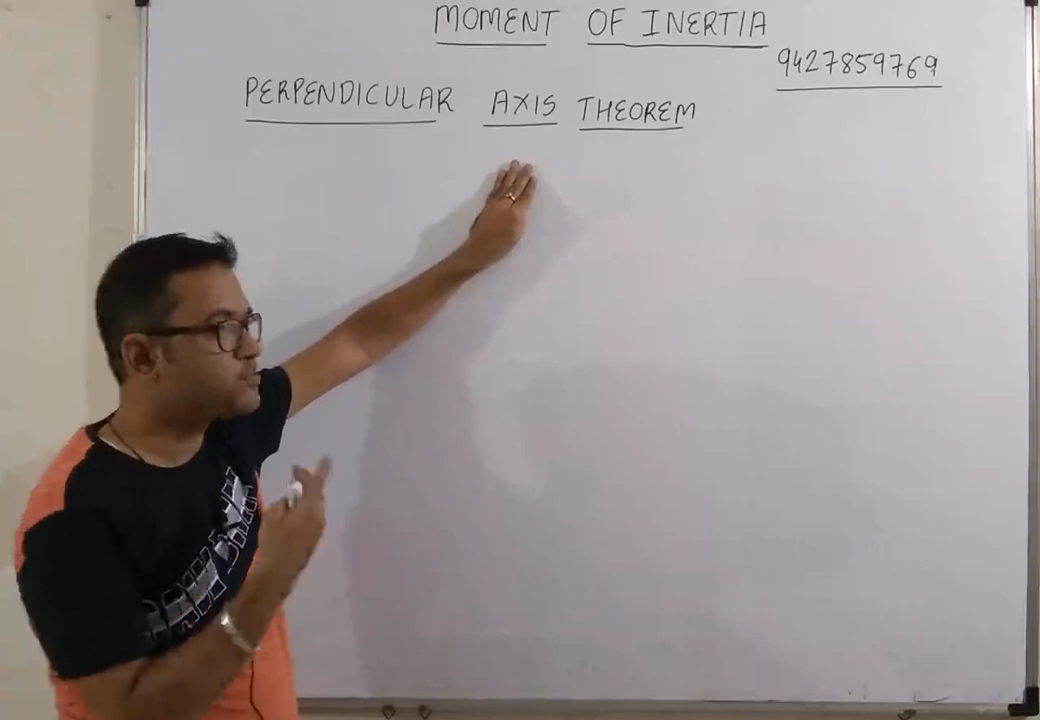 MOMENT OF INERTIA
9427859769
PERPENDICULAR AXIS THEOREM